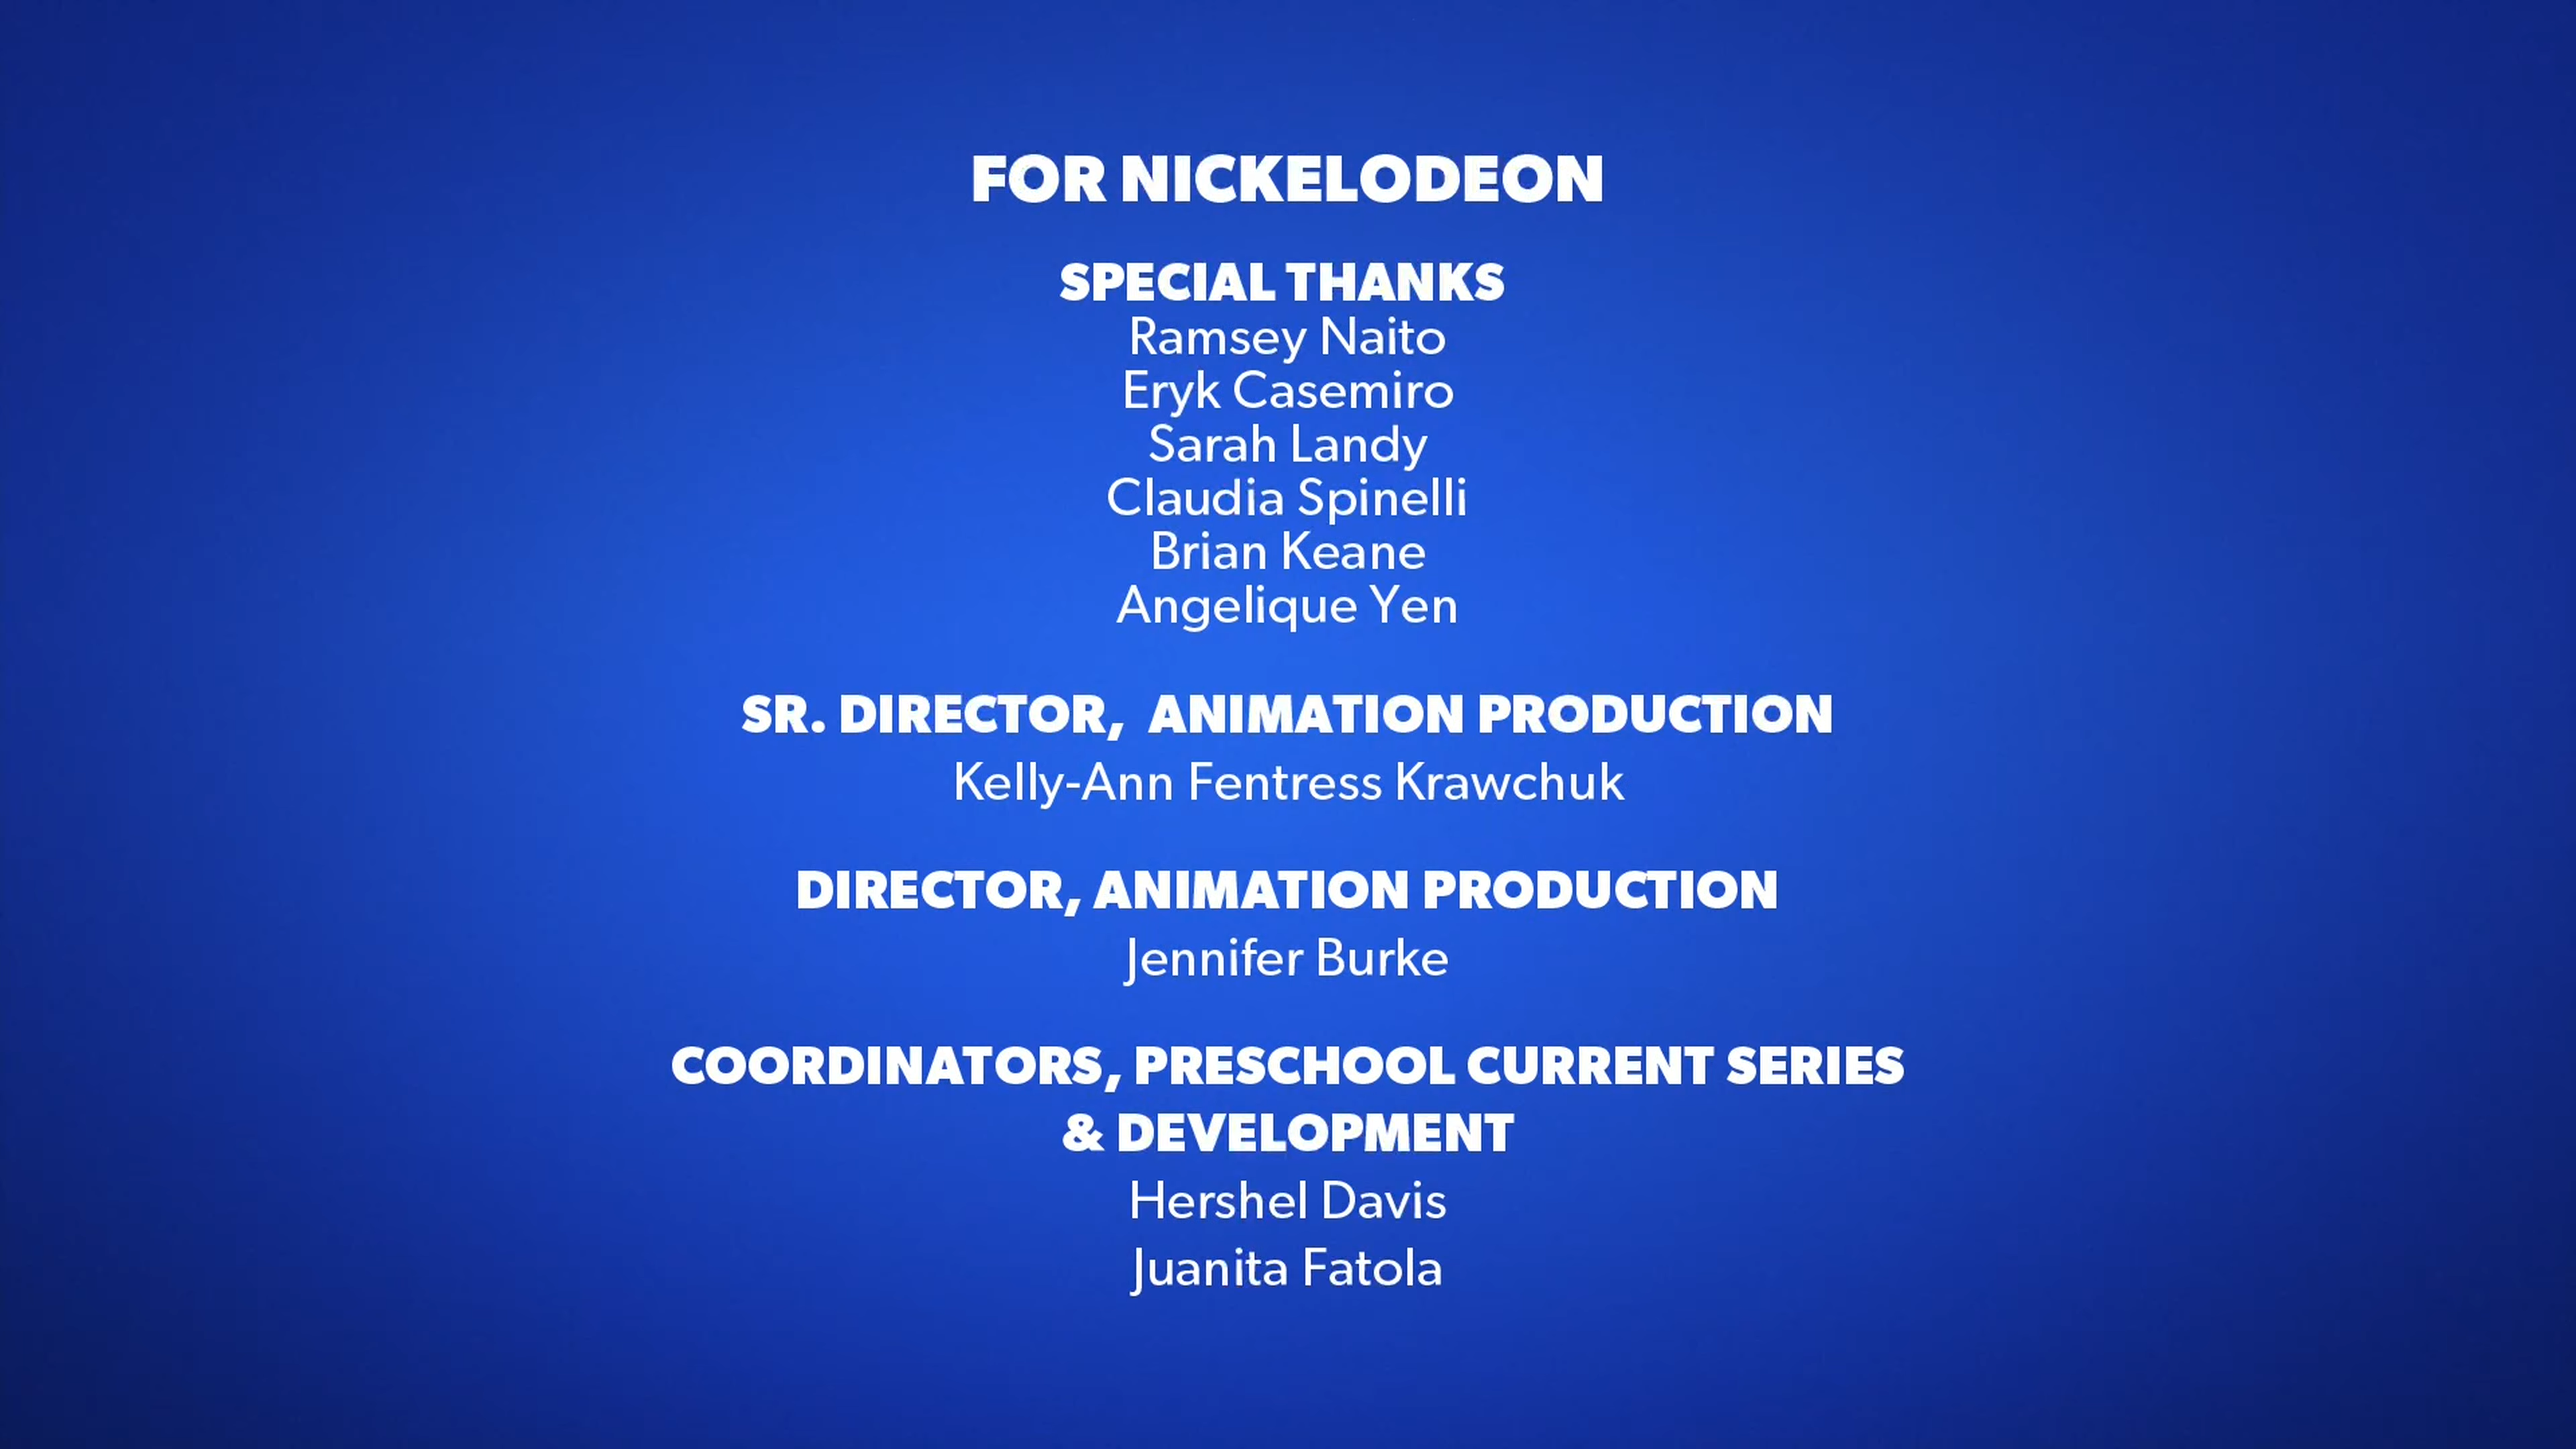 FOR NICKELODEON
SPECIAL THANKS
Ramsey Naito
Eryk Casemiro
Sarah Landy
Claudia Spinelli
Brian Keane
Angelique Yen
SR. DIRECTOR, ANIMATION PRODUCTION
Kelly-Ann Fentress Krawchuk
DIRECTOR, ANIMATION PRODUCTION
Jennifer Burke
COORDINATORS, PRESCHOOL CURRENT SERIES
& DEVELOPMENT
Hershel Davis
Juanita Fatola